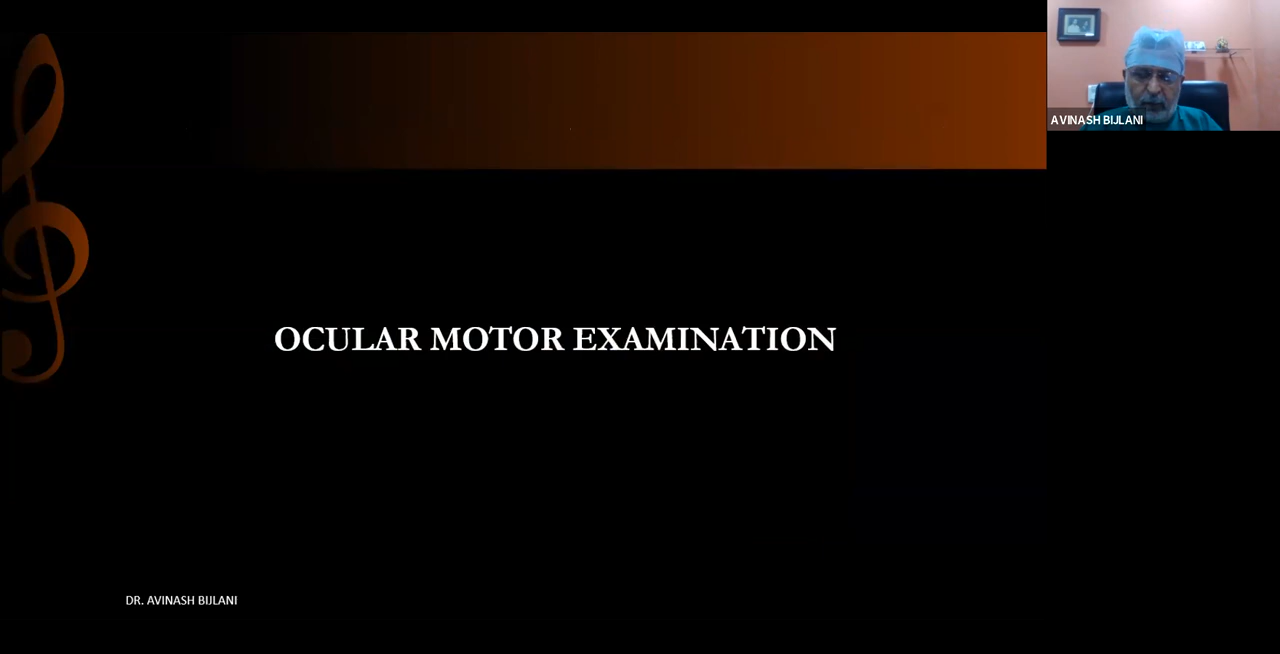 AVINASH BIJLANI
OCULAR MOTOR EXAMINATION
DR. AVINASH BIJLANI